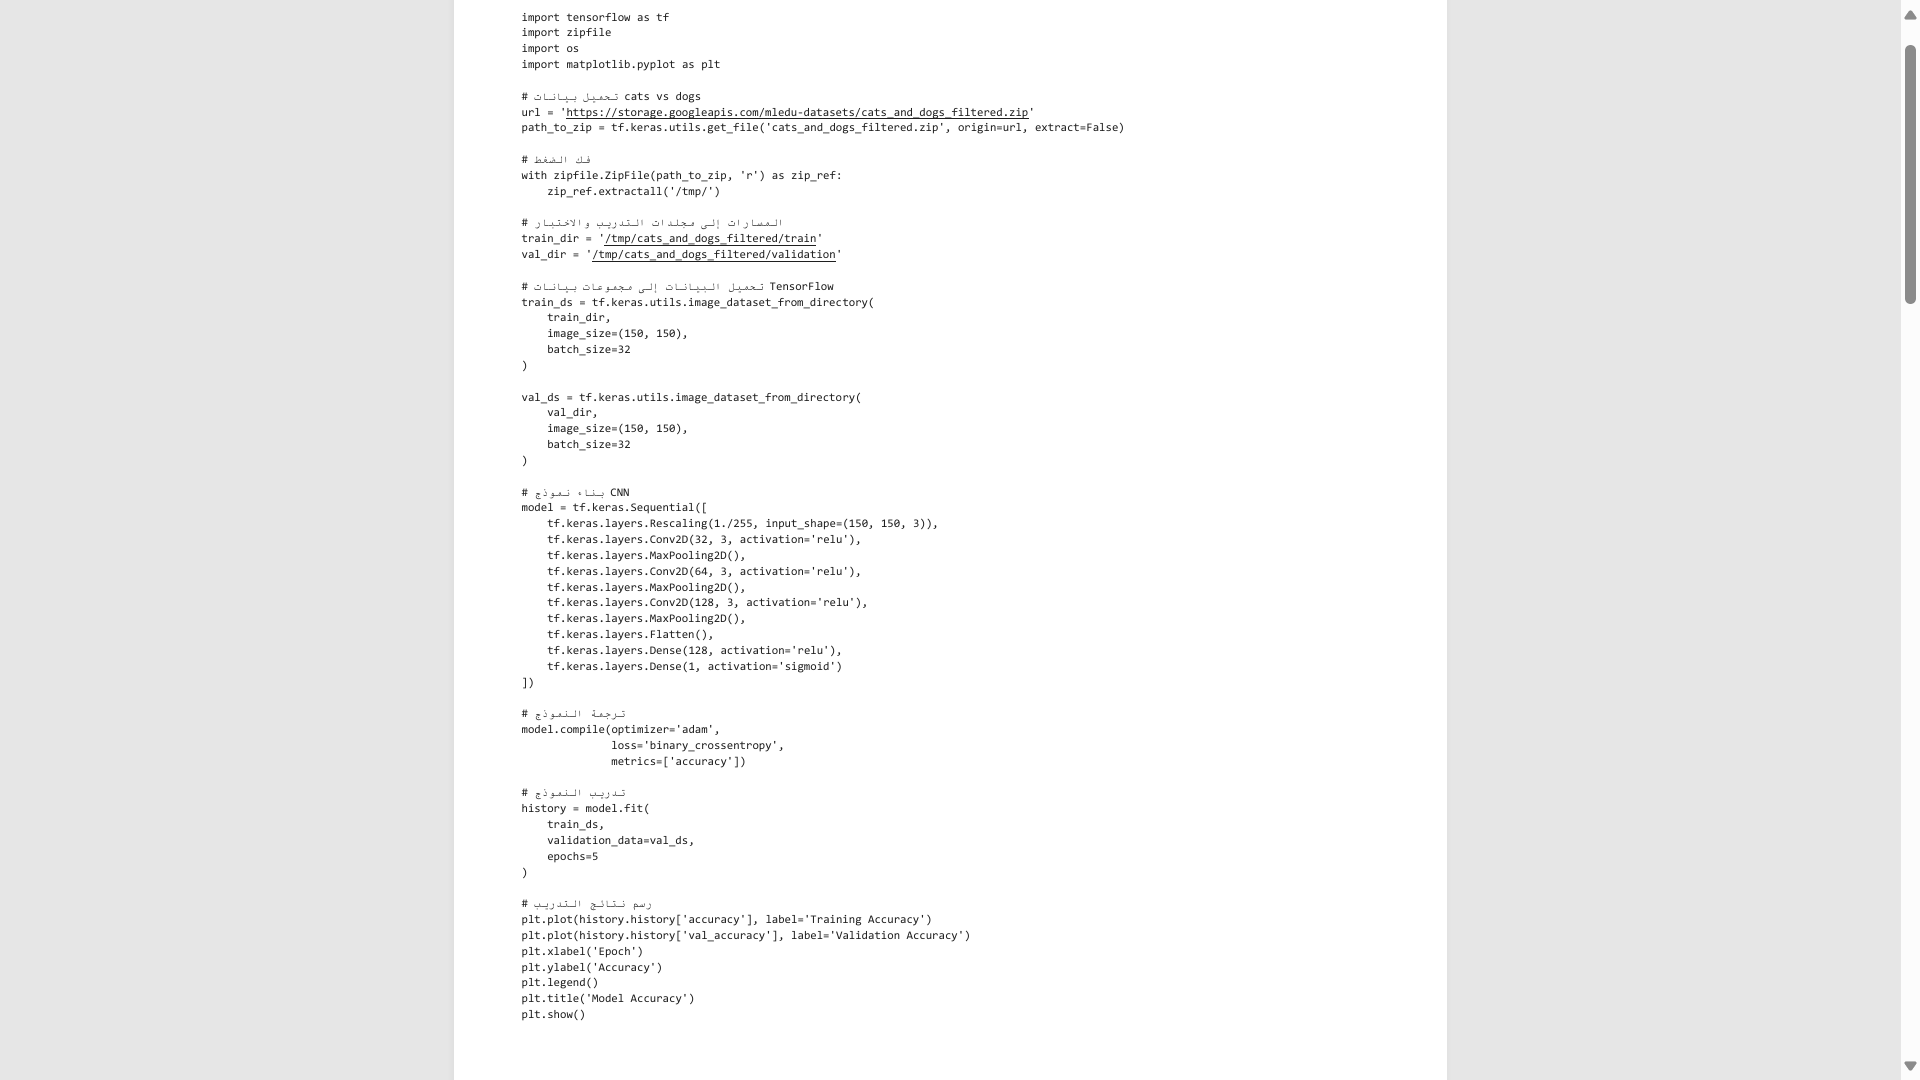 import tensorflow as tf
import zipfile
import os
import matplotlib.pyplot as plt

# تحميل بيانات cats vs dogs
url = 'https://storage.googleapis.com/mledu-datasets/cats_and_dogs_filtered.zip'
path_to_zip = tf.keras.utils.get_file('cats_and_dogs_filtered.zip', origin=url, extract=False)

# فك الضغط
with zipfile.ZipFile(path_to_zip, 'r') as zip_ref:
    zip_ref.extractall('/tmp/')

# المسارات إلى مجلدات التدريب والاختبار
train_dir = '/tmp/cats_and_dogs_filtered/train'
val_dir = '/tmp/cats_and_dogs_filtered/validation'

# تحميل البيانات إلى مجموعات بيانات TensorFlow
train_ds = tf.keras.utils.image_dataset_from_directory(
    train_dir,
    image_size=(150, 150),
    batch_size=32
)

val_ds = tf.keras.utils.image_dataset_from_directory(
    val_dir,
    image_size=(150, 150),
    batch_size=32
)

# بناء نموذج CNN
model = tf.keras.Sequential([
    tf.keras.layers.Rescaling(1./255, input_shape=(150, 150, 3)),
    tf.keras.layers.Conv2D(32, 3, activation='relu'),
    tf.keras.layers.MaxPooling2D(),
    tf.keras.layers.Conv2D(64, 3, activation='relu'),
    tf.keras.layers.MaxPooling2D(),
    tf.keras.layers.Conv2D(128, 3, activation='relu'),
    tf.keras.layers.MaxPooling2D(),
    tf.keras.layers.Flatten(),
    tf.keras.layers.Dense(128, activation='relu'),
    tf.keras.layers.Dense(1, activation='sigmoid')
])

# ترجمة النموذج
model.compile(optimizer='adam',
              loss='binary_crossentropy',
              metrics=['accuracy'])

# تدريب النموذج
history = model.fit(
    train_ds,
    validation_data=val_ds,
    epochs=5
)

# رسم نتائج التدريب
plt.plot(history.history['accuracy'], label='Training Accuracy')
plt.plot(history.history['val_accuracy'], label='Validation Accuracy')
plt.xlabel('Epoch')
plt.ylabel('Accuracy')
plt.legend()
plt.title('Model Accuracy')
plt.show()